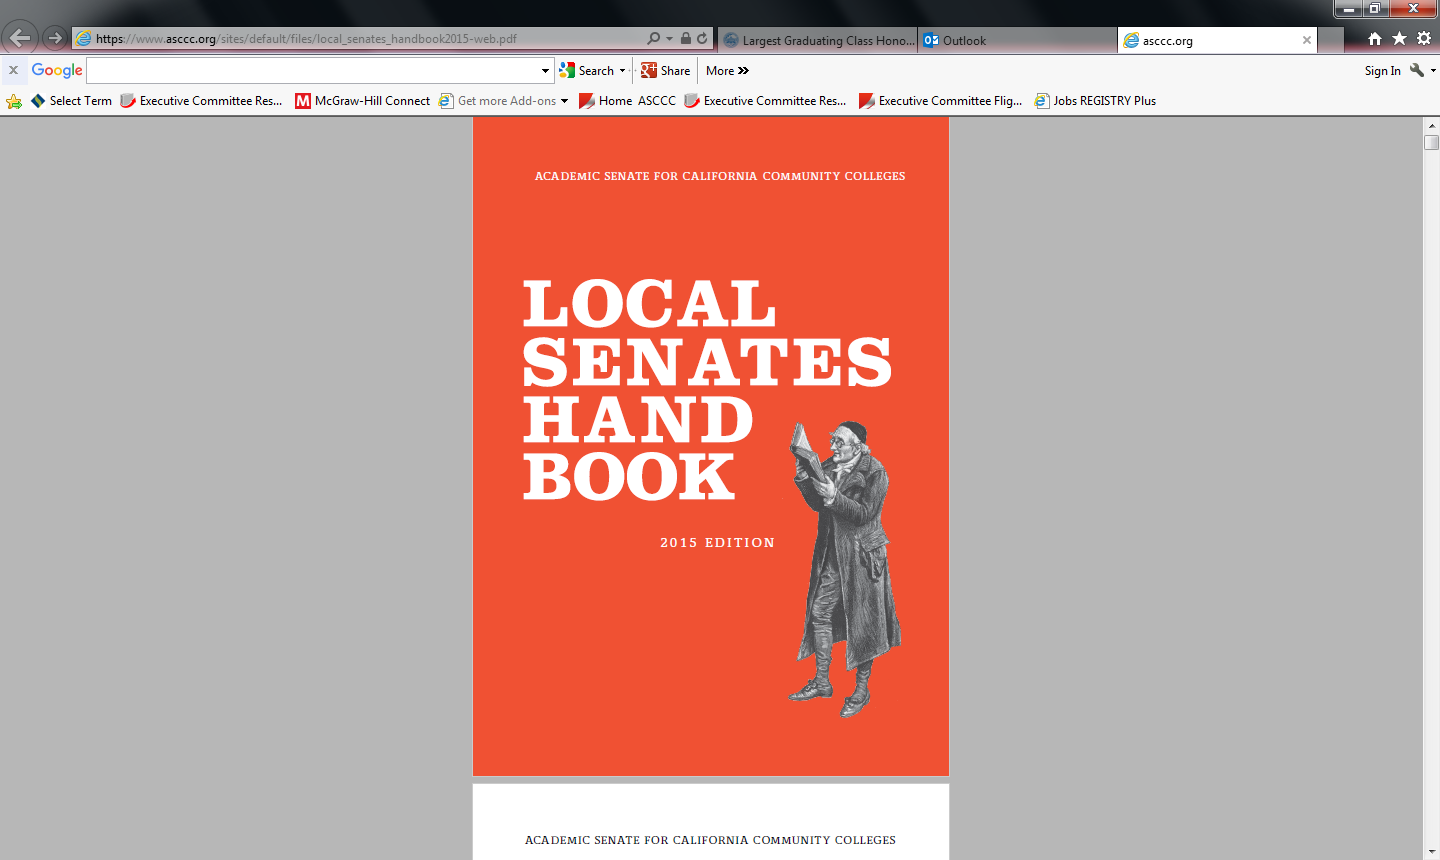 https://www.asccc.org/sites/default/files/local_senates_handbook2015-web.pdf
Largest Graduating Class Hono...
Outlook
asccc.org
x Google
Search
Share
More
Sign In
Select Term
Executive Committee Res...
McGraw-Hill Connect
Get more Add-ons
Home ASCCC
Executive Committee Res...
Executive Committee Flig...
Jobs REGISTRY Plus
ACADEMIC SENATE FOR CALIFORNIA COMMUNITY COLLEGES
LOCAL
SENATES
HAND
BOOK
2015 EDITION
ACADEMIC SENATE FOR CALIFORNIA COMMUNITY COLLEGES